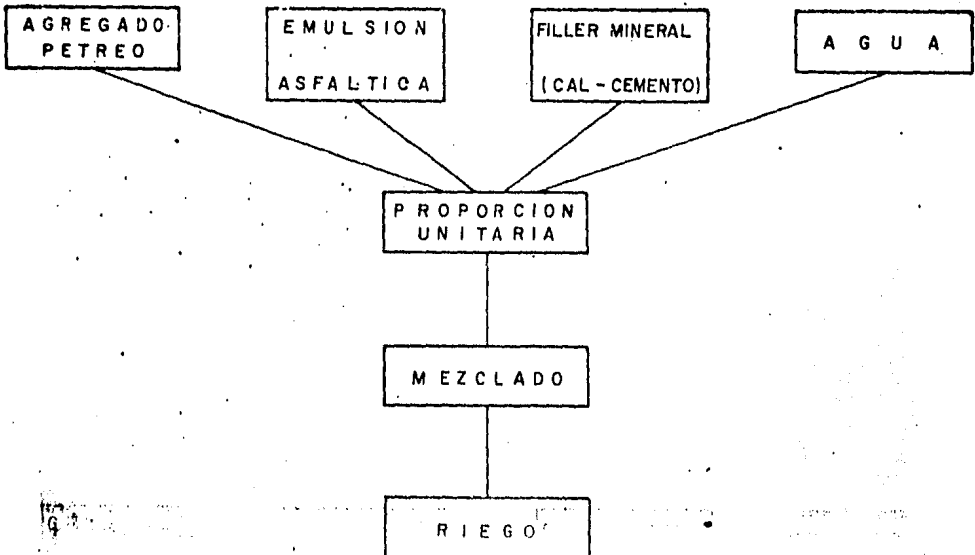 AGREGADO
PETREO
EMULSION
ASFALTICA
FILLER MINERAL
(CAL-CEMENTO)
AGUA
PROPORCION
UNITARIA
MEZCLADO
RIEGO